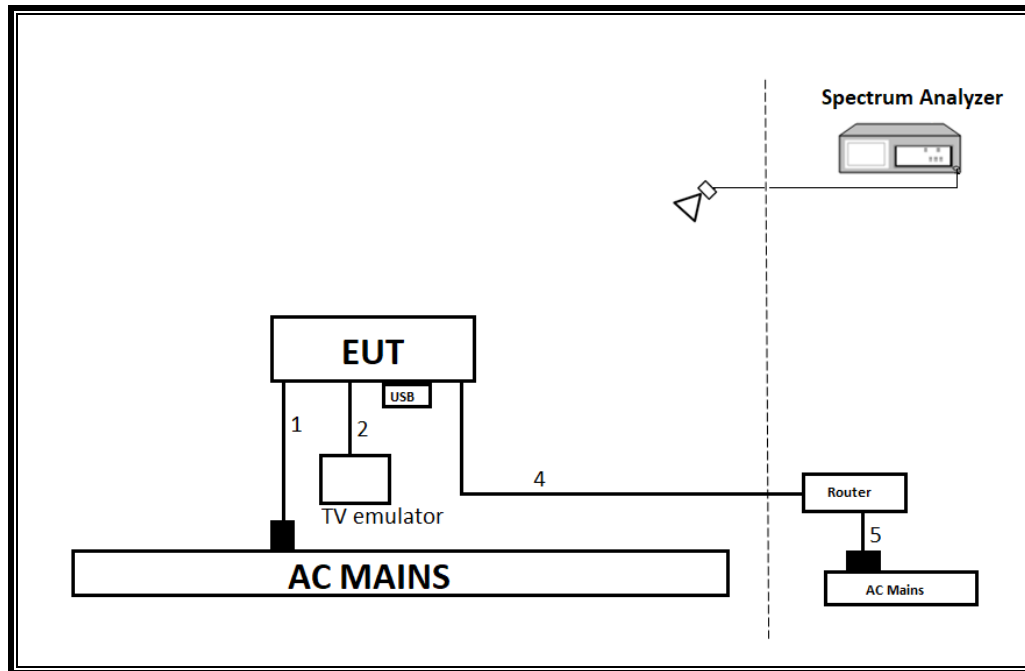 Spectrum Analyzer
EUT
USB
1
2
4
Router
TV emulator
5
AC MAINS
AC Mains